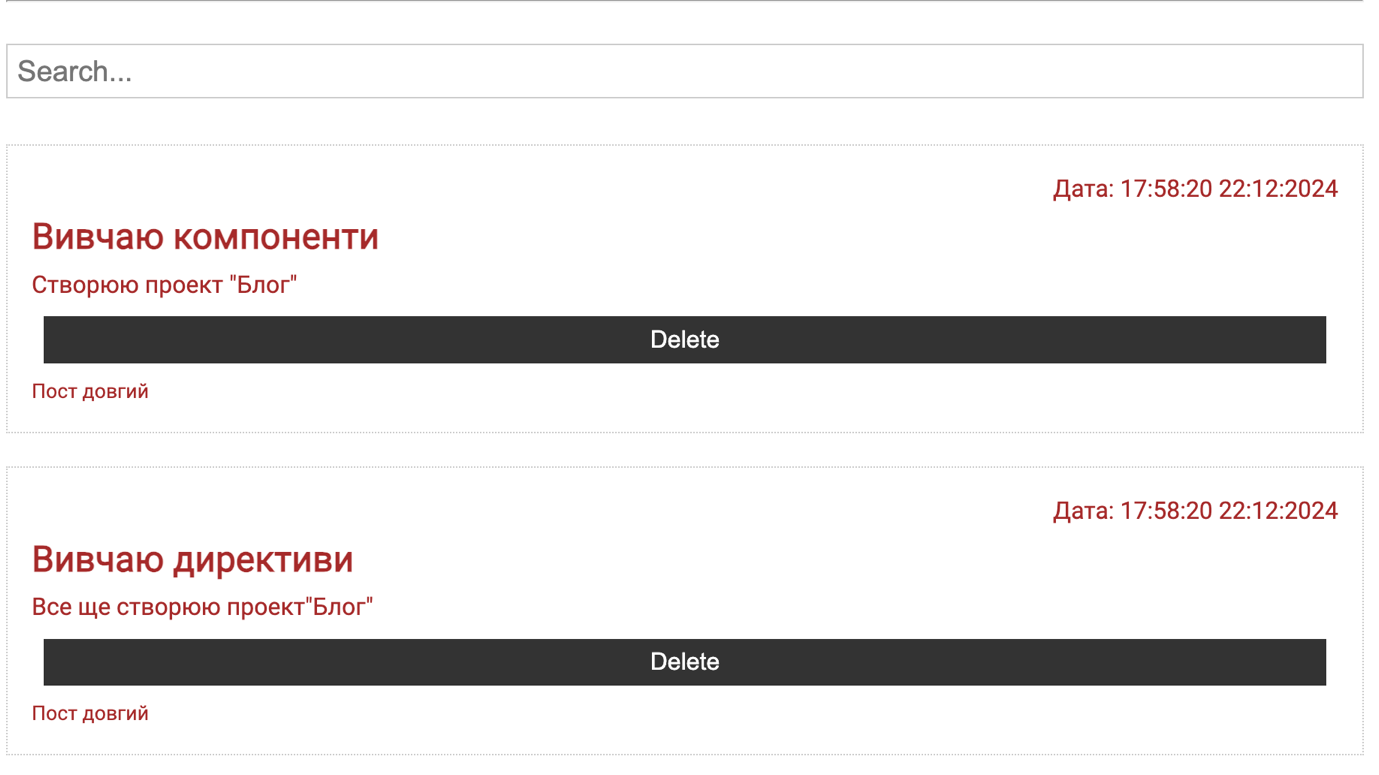 Search...
Дата: 17:58:20 22:12:2024
Вивчаю компоненти
Створюю проект "Блог"
Delete
Пост довгий
Дата: 17:58:20 22:12:2024
Вивчаю директиви
Все ще створюю проект"Блог"
Delete
Пост довгий